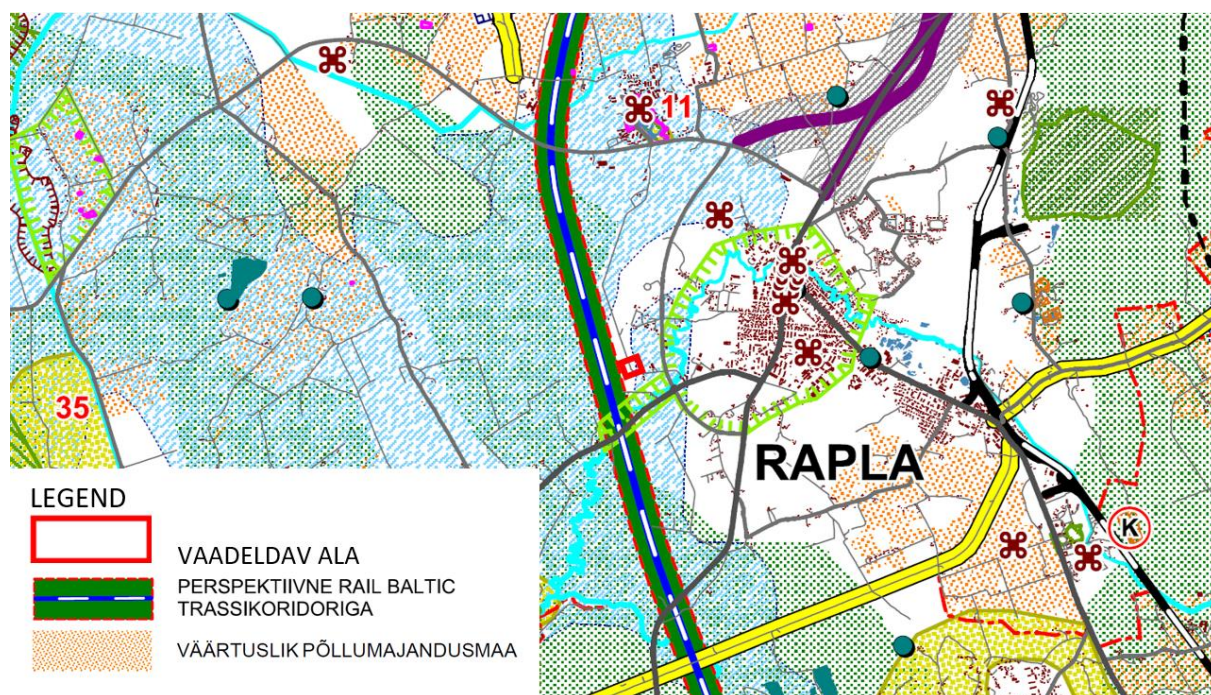 11
35
RAPLA
K
LEGEND
VAADELDAV ALA
PERSPEKTIIVNE RAIL BALTIC
TRASSIKORIDORIGA
VÄÄRTUSLIK PÕLLUMAJANDUSMAA